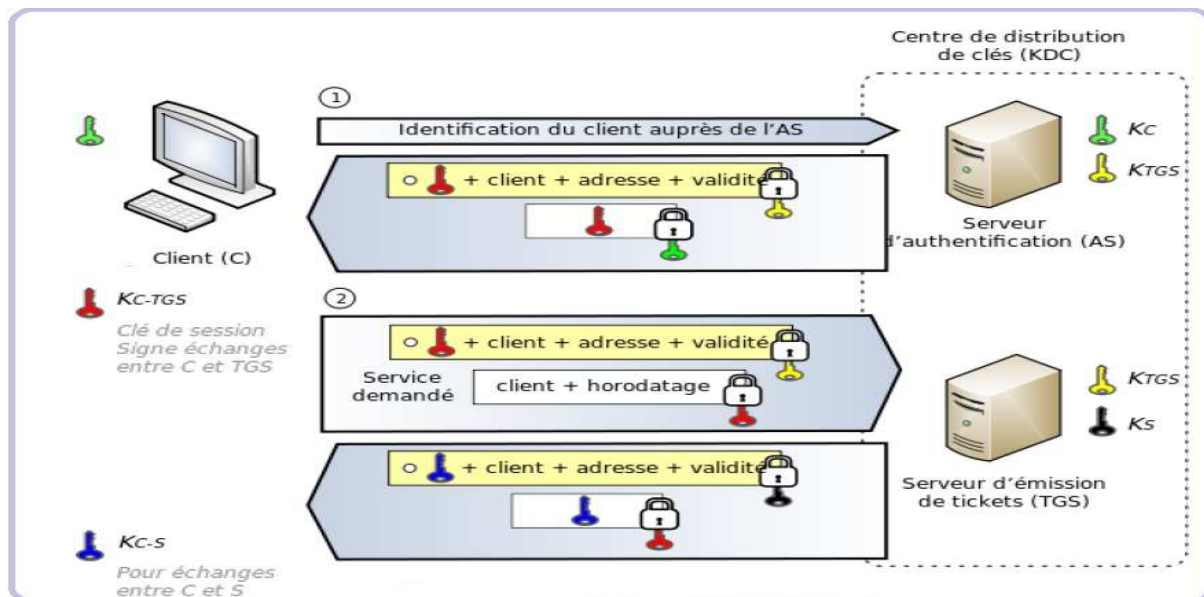 Centre de distribution
de clés (KDC)
1
Identification du client auprès de l'AS
KC
KTGS
+ client + adresse + validité
Serveur
d'authentification (AS)
Client (C)
KC-TGS
Clé de session
Signe échanges
entre C et TGS
2
+ client + adresse + validité
Service
demandé
client + horodatage
KTGS
KS
+ client + adresse + validité
Serveur d'émission
de tickets (TGS)
KC-S
Pour échanges
entre C et S